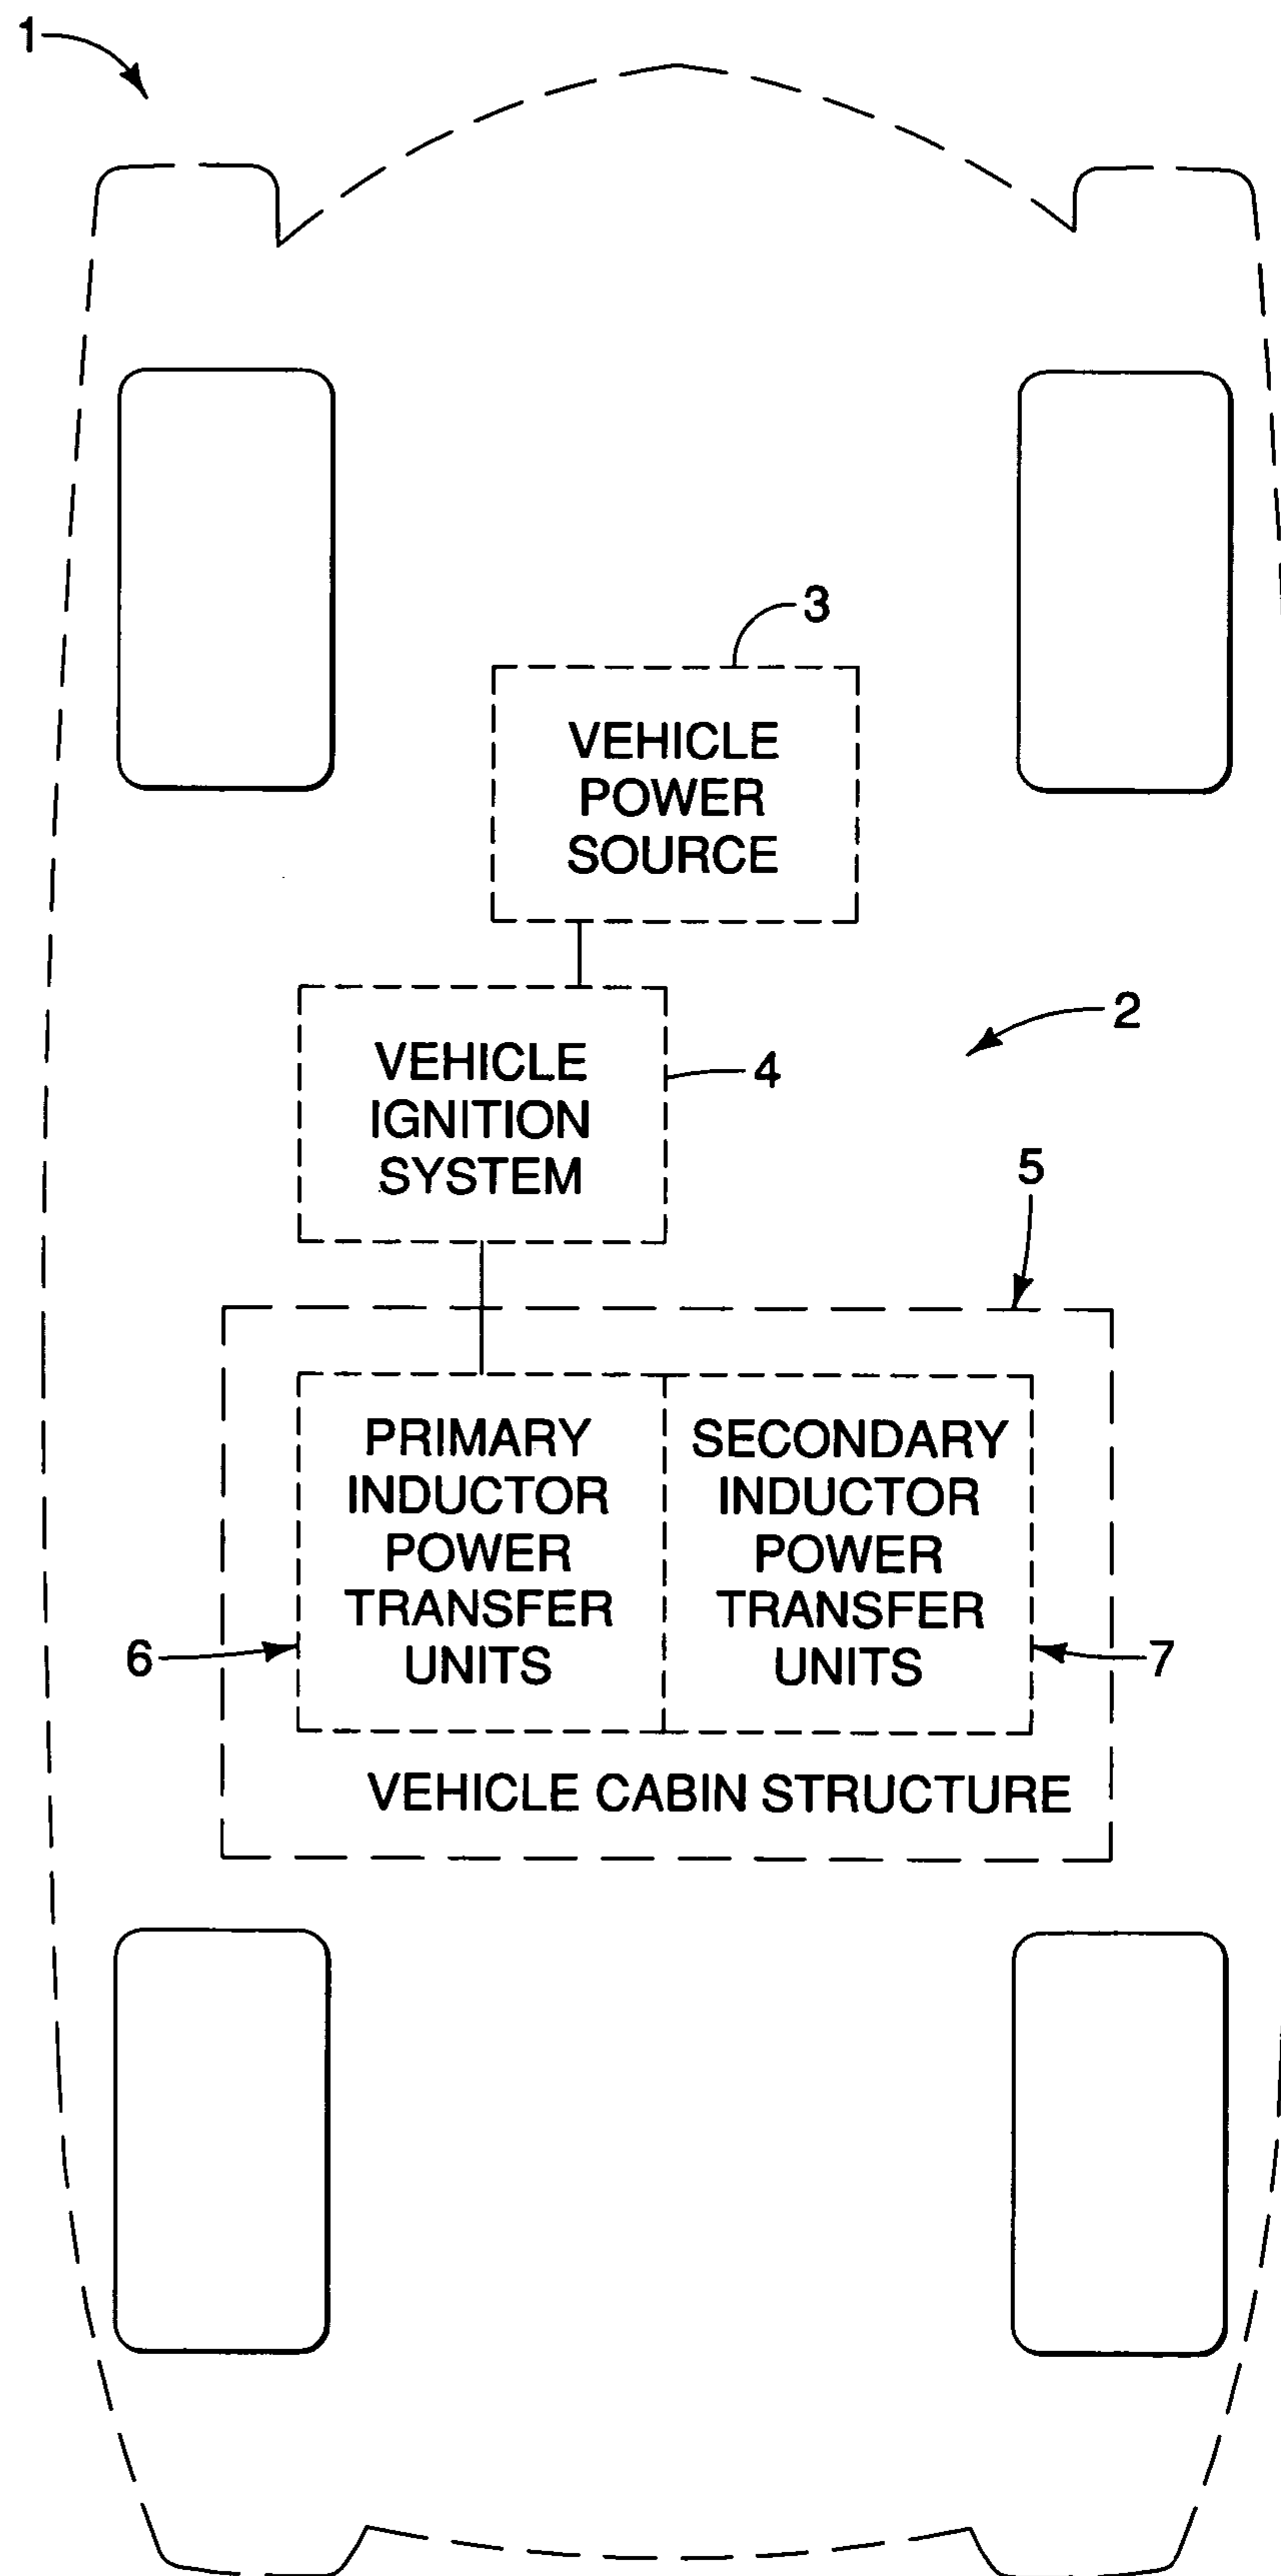 1
3
VEHICLE
POWER
SOURCE
2
VEHICLE
IGNITION
SYSTEM
4
5
PRIMARY
INDUCTOR
POWER
TRANSFER
UNITS
SECONDARY
INDUCTOR
POWER
TRANSFER
UNITS
6
7
VEHICLE CABIN STRUCTURE